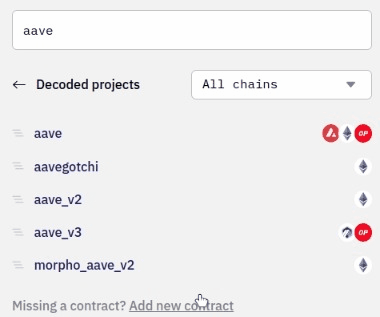 aave
← Decoded projects All chains
aave OP
aavegotchi
aave_v2
aave_v3 OP
morpho_aave_v2
Missing a contract? Add new contract